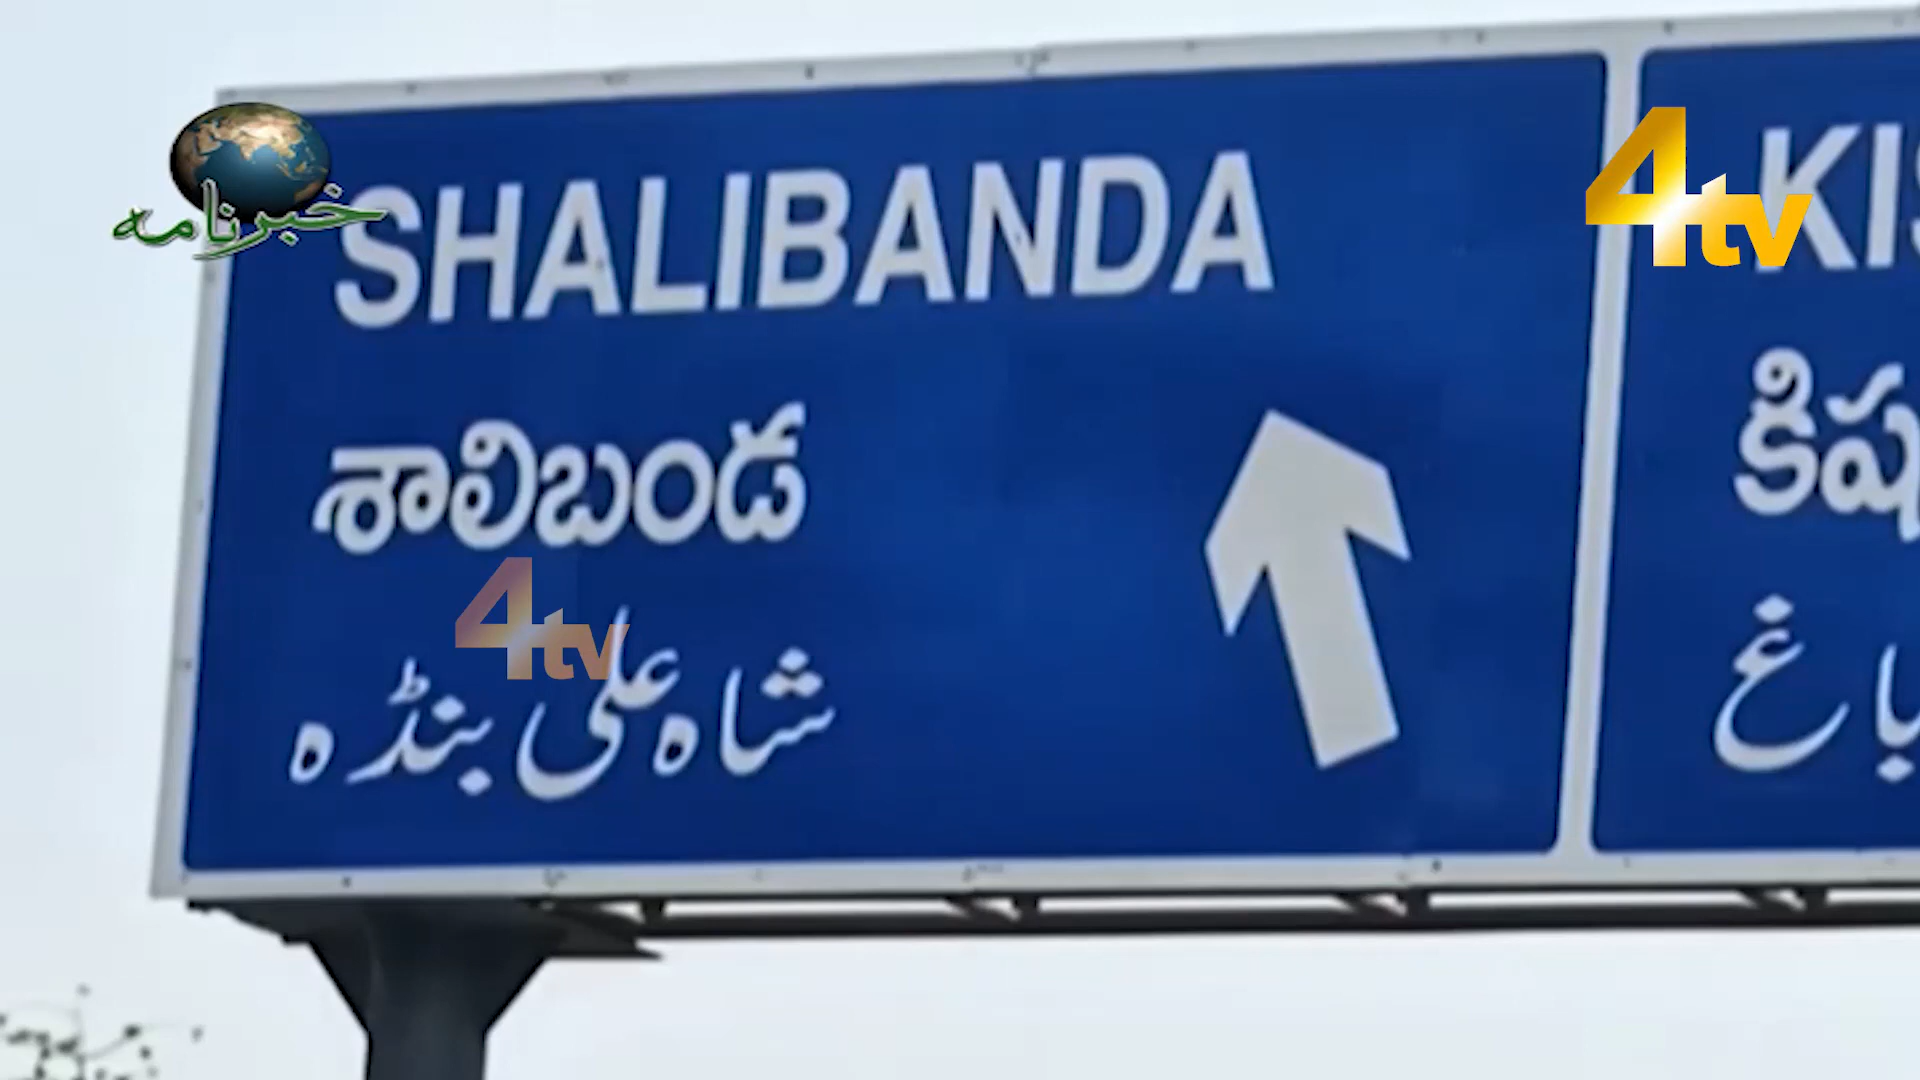 SHALIBANDA
శాలిబండ
شاہ علی بنڈہ
KIS
కిష
باغ
خبرنامہ
4tv
4tv